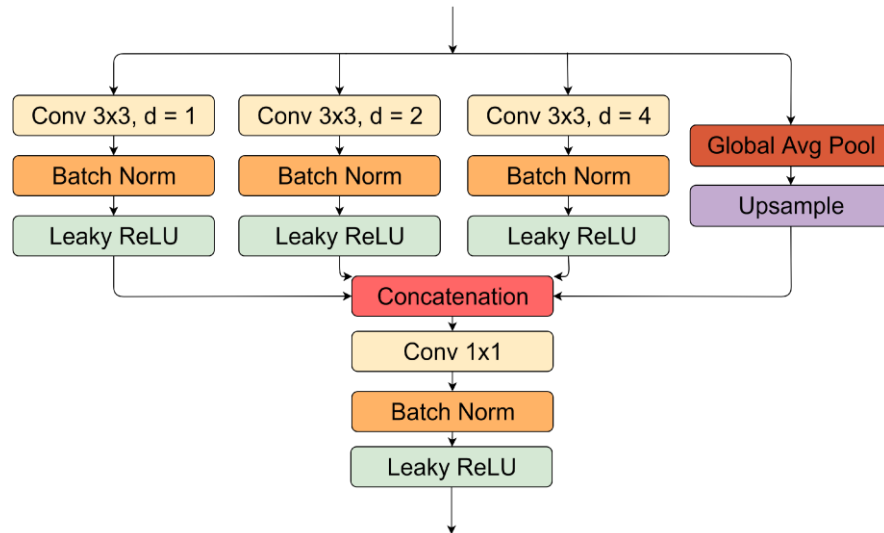 Conv 3x3, d = 1
Conv 3x3, d = 2
Conv 3x3, d = 4
Global Avg Pool
Batch Norm
Batch Norm
Batch Norm
Upsample
Leaky ReLU
Leaky ReLU
Leaky ReLU
Concatenation
Conv 1x1
Batch Norm
Leaky ReLU